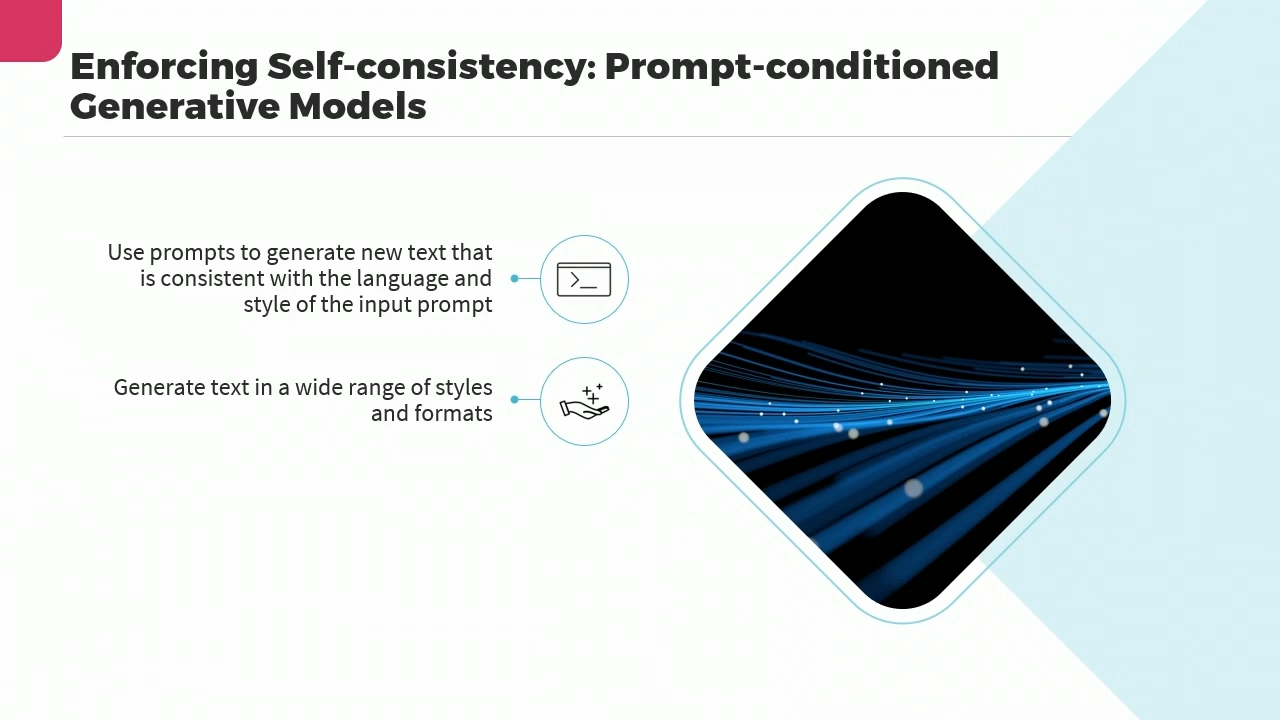 Enforcing Self-consistency: Prompt-conditioned
Generative Models
Use prompts to generate new text that
is consistent with the language and
style of the input prompt
Generate text in a wide range of styles
and formats